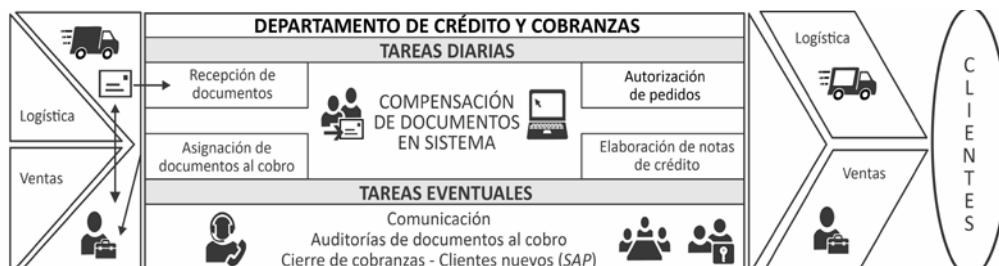 DEPARTAMENTO DE CRÉDITO Y COBRANZAS
TAREAS DIARIAS
Logística
Ventas
Recepción de
documentos
Asignación de
documentos al cobro
COMPENSACIÓN
DE DOCUMENTOS
EN SISTEMA
Autorización
de pedidos
Elaboración de notas
de crédito
TAREAS EVENTUALES
Comunicación
Auditorías de documentos al cobro
Cierre de cobranzas - Clientes nuevos (SAP)
Logística
Ventas
CLIENTES